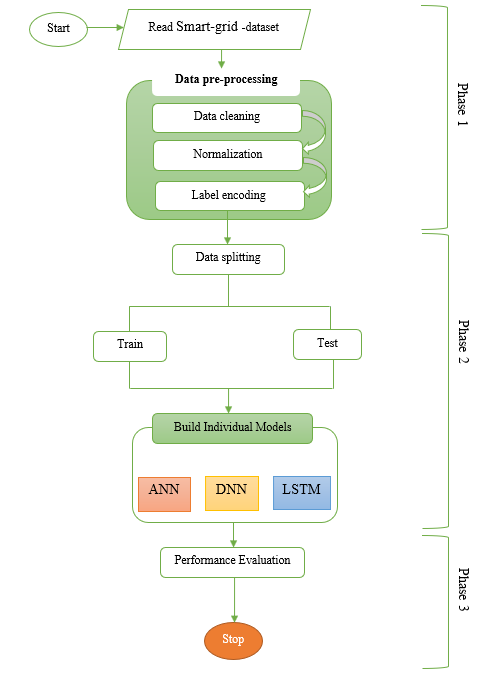 Start
Read Smart-grid -dataset
Data pre-processing
Data cleaning
Normalization
Label encoding
Phase 1
Data splitting
Train
Test
Build Individual Models
ANN
DNN
LSTM
Phase 2
Performance Evaluation
Stop
Phase 3